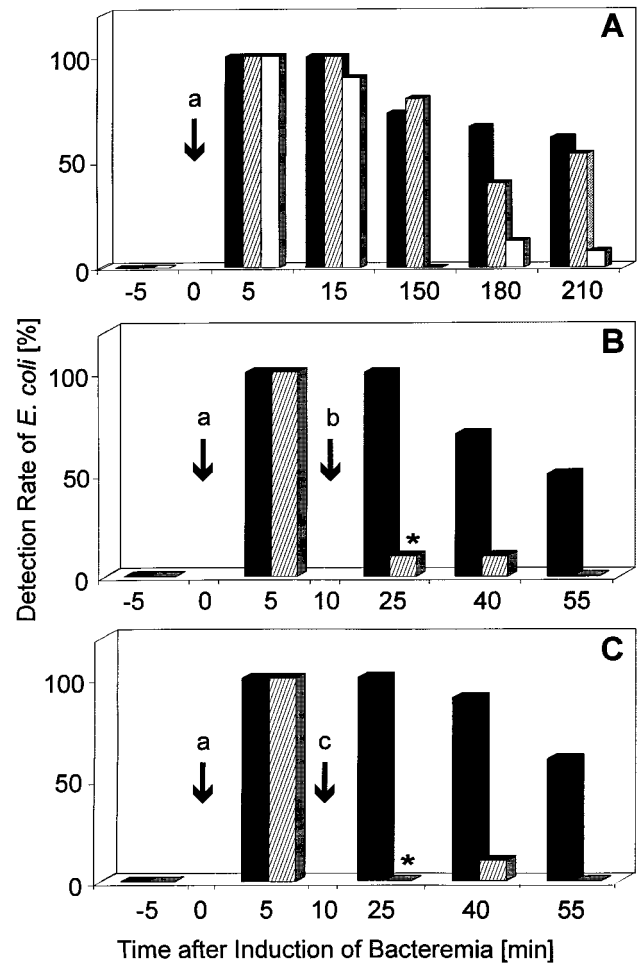 Detection Rate of E. coli [%]
A
100
50
0
a
-5 0 5 15 150 180 210
B
100
50
0
a
b
*
-5 0 5 10 25 40 55
C
100
50
0
a
c
*
-5 0 5 10 25 40 55
Time after Induction of Bacteremia [min]